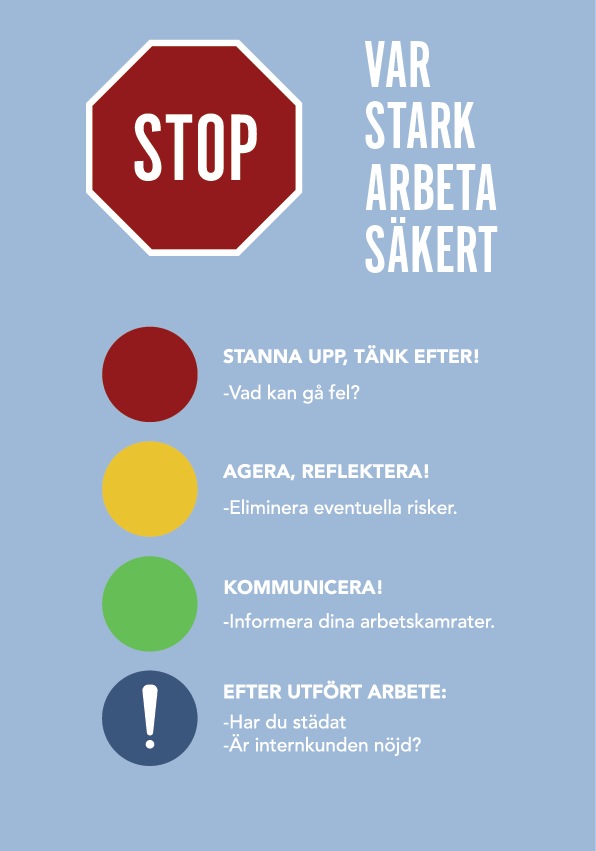 STOP
VAR
STARK
ARBETA
SÄKERT
STANNA UPP, TÄNK EFTER!
-Vad kan gå fel?
AGERA, REFLEKTERA!
-Eliminera eventuella risker.
KOMMUNICERA!
-Informera dina arbetskamrater.
!
EFTER UTFÖRT ARBETE:
-Har du städat
-Är internkunden nöjd?